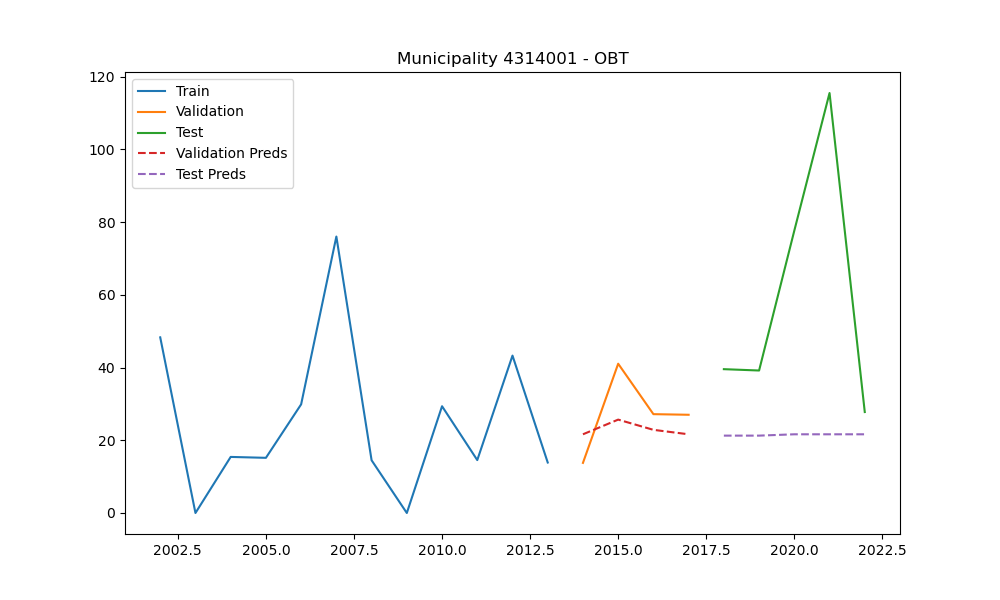 Municipality 4314001 - OBT
Train
Validation
Test
Validation Preds
Test Preds
120
100
80
60
40
20
0
2002.5 2005.0 2007.5 2010.0 2012.5 2015.0 2017.5 2020.0 2022.5